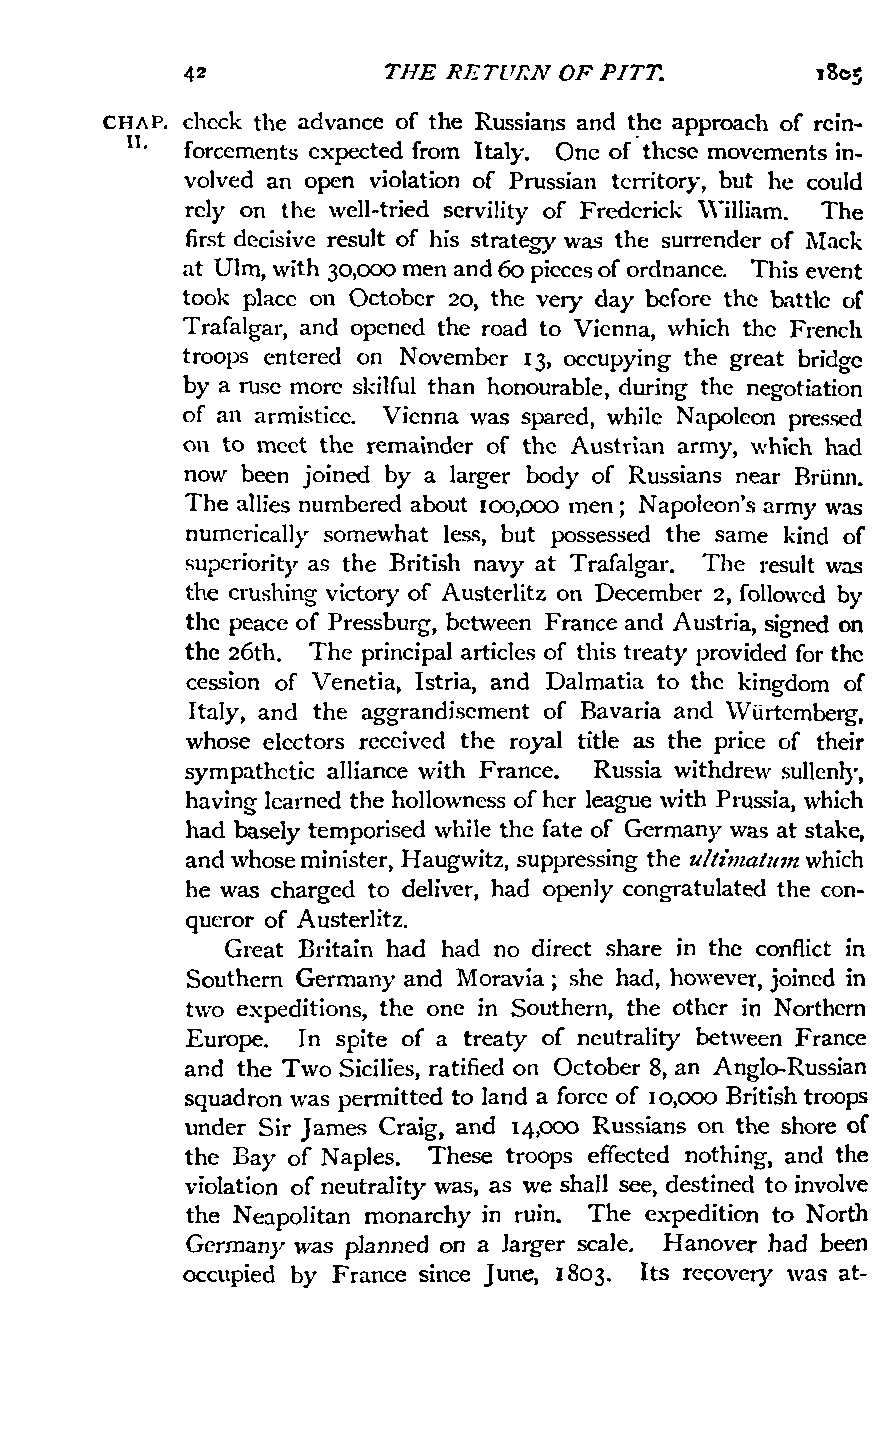 42 THE RETURN OF PITT. 1805
CHAP. II. check the advance of the Russians and the approach of rein-
forcements expected from Italy. One of these movements in-
volved an open violation of Prussian territory, but he could
rely on the well-tried servility of Frederick William. The
first decisive result of his strategy was the surrender of Mack
at Ulm, with 30,000 men and 60 pieces of ordnance. This event
took place on October 20, the very day before the battle of
Trafalgar, and opened the road to Vienna, which the French
troops entered on November 13, occupying the great bridge
by a ruse more skilful than honourable, during the negotiation
of an armistice. Vienna was spared, while Napoleon pressed
on to meet the remainder of the Austrian army, which had
now been joined by a larger body of Russians near Brünn.
The allies numbered about 100,000 men; Napoleon's army was
numerically somewhat less, but possessed the same kind of
superiority as the British navy at Trafalgar. The result was
the crushing victory of Austerlitz on December 2, followed by
the peace of Pressburg, between France and Austria, signed on
the 26th. The principal articles of this treaty provided for the
cession of Venetia, Istria, and Dalmatia to the kingdom of
Italy, and the aggrandisement of Bavaria and Würtemberg,
whose electors received the royal title as the price of their
sympathetic alliance with France. Russia withdrew sullenly,
having learned the hollowness of her league with Prussia, which
had basely temporised while the fate of Germany was at stake,
and whose minister, Haugwitz, suppressing the ultimatum which
he was charged to deliver, had openly congratulated the con-
queror of Austerlitz.
Great Britain had had no direct share in the conflict in
Southern Germany and Moravia; she had, however, joined in
two expeditions, the one in Southern, the other in Northern
Europe. In spite of a treaty of neutrality between France
and the Two Sicilies, ratified on October 8, an Anglo-Russian
squadron was permitted to land a force of 10,000 British troops
under Sir James Craig, and 14,000 Russians on the shore of
the Bay of Naples. These troops effected nothing, and the
violation of neutrality was, as we shall see, destined to involve
the Neapolitan monarchy in ruin. The expedition to North
Germany was planned on a larger scale. Hanover had been
occupied by France since June, 1803. Its recovery was at-